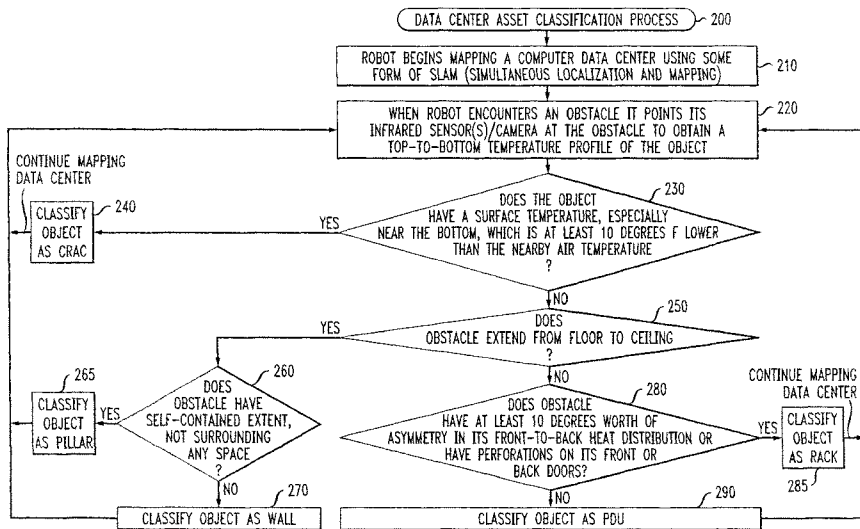 DATA CENTER ASSET CLASSIFICATION PROCESS
200
ROBOT BEGINS MAPPING A COMPUTER DATA CENTER USING SOME
FORM OF SLAM (SIMULTANEOUS LOCALIZATION AND MAPPING)
210
WHEN ROBOT ENCOUNTERS AN OBSTACLE IT POINTS ITS
INFRARED SENSOR(S)/CAMERA AT THE OBSTACLE TO OBTAIN A
TOP-TO-BOTTOM TEMPERATURE PROFILE OF THE OBJECT
220
CONTINUE MAPPING
DATA CENTER
240
CLASSIFY
OBJECT
AS CRAC
YES
230
DOES THE OBJECT
HAVE A SURFACE TEMPERATURE, ESPECIALLY
NEAR THE BOTTOM, WHICH IS AT LEAST 10 DEGREES F LOWER
THAN THE NEARBY AIR TEMPERATURE
?
NO
YES
250
DOES
OBSTACLE EXTEND FROM FLOOR TO CEILING
?
NO
265
CLASSIFY
OBJECT
AS PILLAR
YES
260
DOES
OBSTACLE HAVE
SELF-CONTAINED EXTENT,
NOT SURROUNDING
ANY SPACE
?
NO
280
DOES OBSTACLE
HAVE AT LEAST 10 DEGREES WORTH OF
ASYMMETRY IN ITS FRONT-TO-BACK HEAT DISTRIBUTION OR
HAVE PERFORATIONS ON ITS FRONT OR
BACK DOORS?
NO
YES
CONTINUE MAPPING
DATA CENTER
CLASSIFY
OBJECT
AS RACK
285
270
CLASSIFY OBJECT AS WALL
290
CLASSIFY OBJECT AS PDU